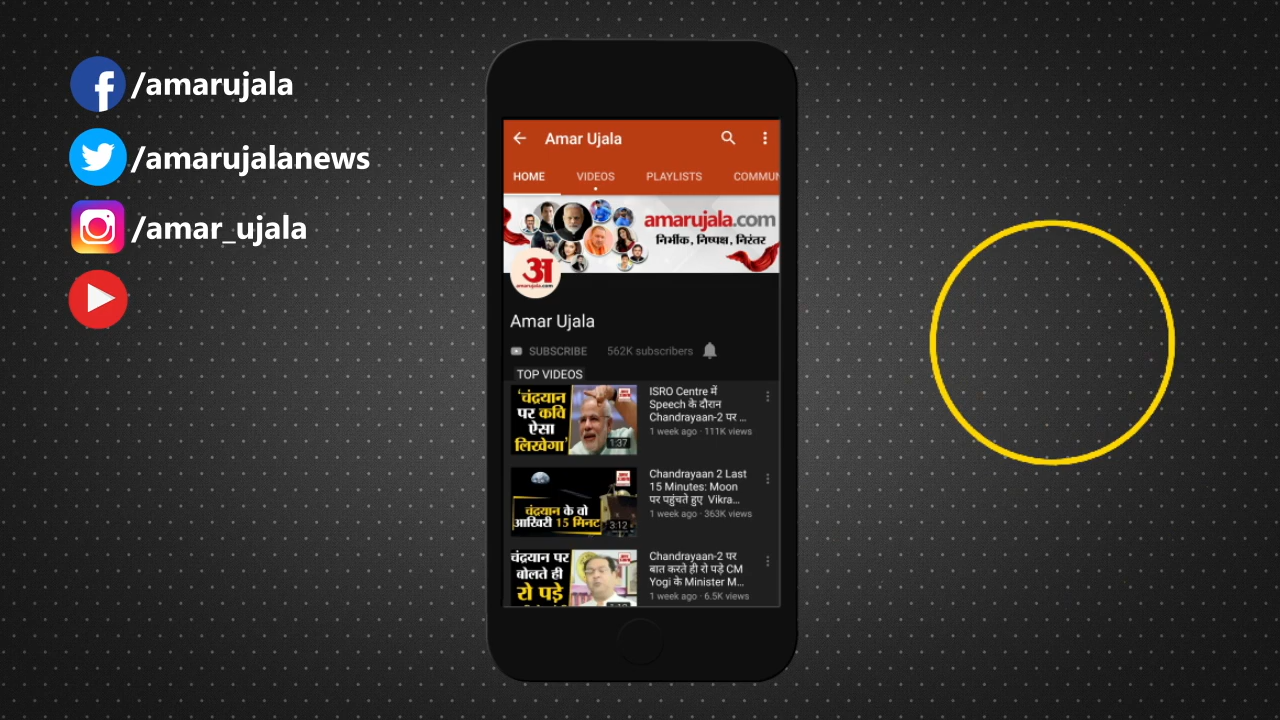 /amarujala
/amarujalanews
/amar_ujala
Amar Ujala
HOME VIDEOS PLAYLISTS COMMUN
amarujala.com
निर्भीक, निष्पक्ष, निरंतर
अ
amarujala.com
Amar Ujala
SUBSCRIBE 562K subscribers
TOP VIDEOS
'चंद्रयान
पर कवि
ऐसा
लिखेगा'
1:37
ISRO Centre में
Speech के दौरान
Chandrayaan-2 पर ...
1 week ago · 111K views
चंद्रयान के वो
आखिरी 15 मिनट
3:12
Chandrayaan 2 Last
15 Minutes: Moon
पर पहुंचते हुए Vikra...
1 week ago · 363K views
चंद्रयान पर
बोलते ही
रो पड़े
Chandrayaan-2 पर
बात करते ही रो पड़े CM
Yogi के Minister M...
1 week ago · 6.5K views